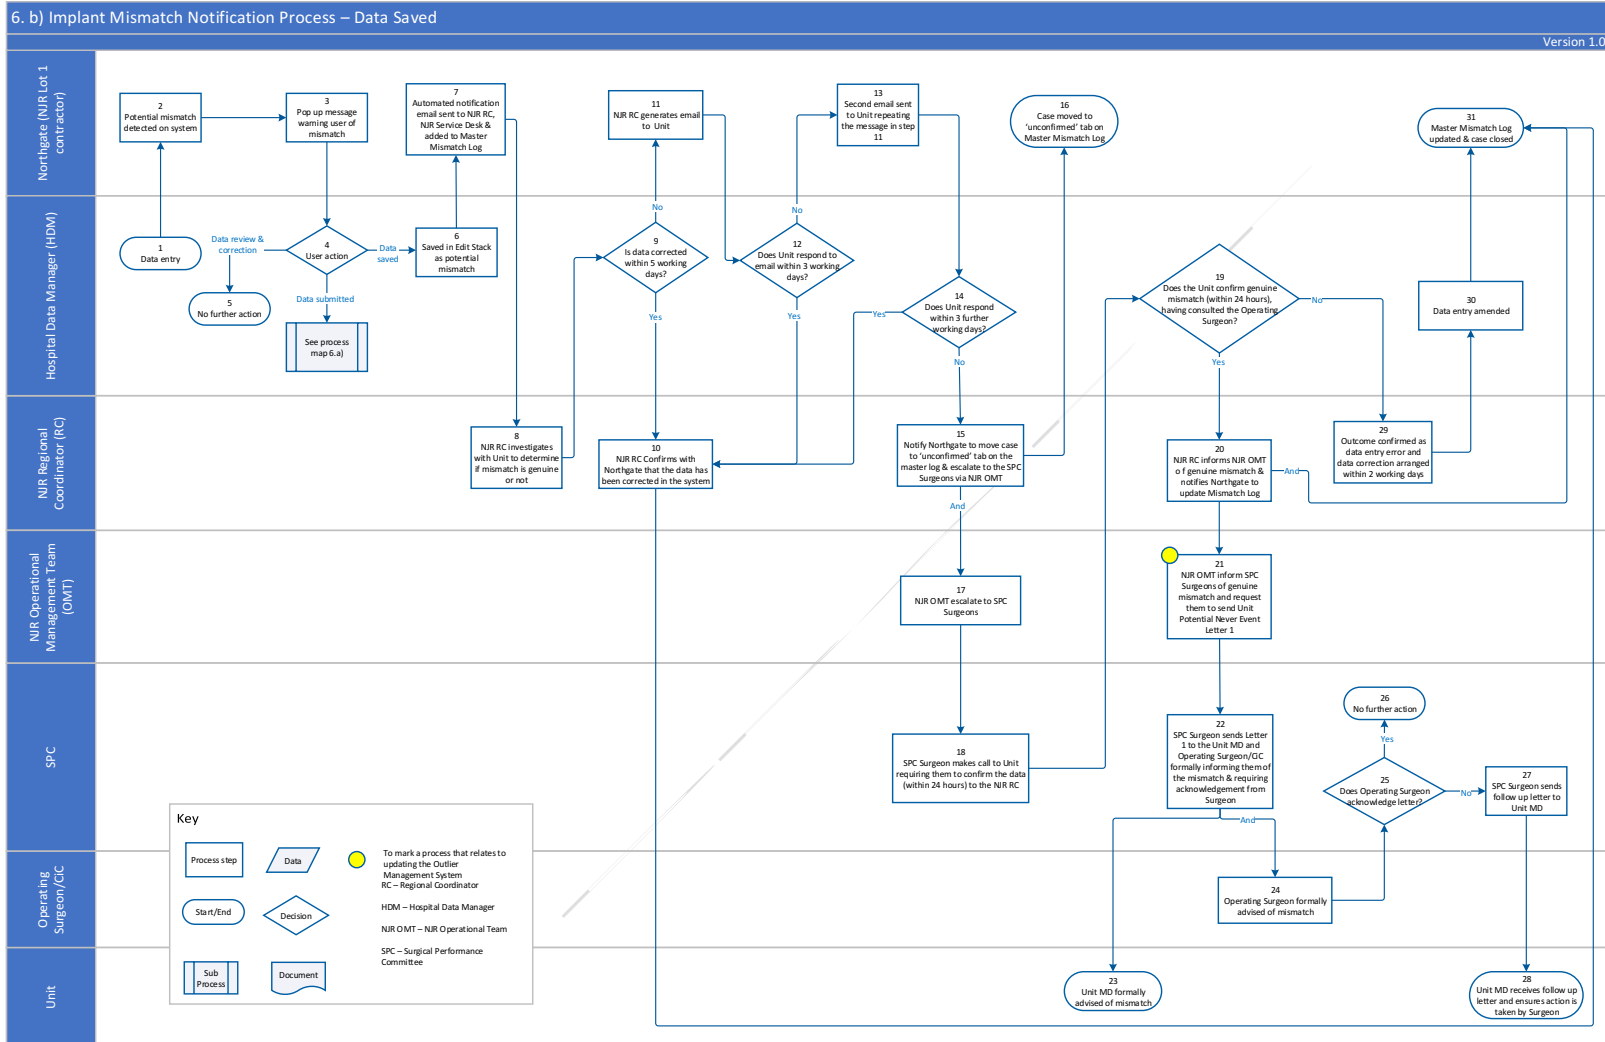 6. b) Implant Mismatch Notification Process – Data Saved
Version 1.0
Northgate (NJR Lot 1
contractor)
2
Potential mismatch
detected on system
3
Pop up message
warning user of
mismatch
7
Automated notification
email sent to NJR RC,
NJR Service Desk &
added to Master
Mismatch Log
11
NJR RC generates email
to Unit
13
Second email sent
to Unit repeating
the message in step
11
16
Case moved to
'unconfirmed' tab on
Master Mismatch Log
31
Master Mismatch Log
updated & case closed
Hospital Data Manager (HDM)
1
Data entry
Data review &
correction
4
User action
Data
saved
5
No further action
Data submitted
See process
map 6.a)
6
Saved in Edit Stack
as potential
mismatch
No
9
Is data corrected
within 5 working
days?
Yes
No
12
Does Unit respond to
email within 3 working
days?
Yes
14
Does Unit respond
within 3 further
working days?
Yes
No
19
Does the Unit confirm genuine
mismatch (within 24 hours),
having consulted the Operating
Surgeon?
No
Yes
30
Data entry amended
NJR Regional
Coordinator (RC)
8
NJR RC investigates
with Unit to determine
if mismatch is genuine
or not
10
NJR RC Confirms with
Northgate that the data has
been corrected in the system
15
Notify Northgate to move case
to 'unconfirmed' tab on the
master log & escalate to the SPC
Surgeons via NJR OMT
And
20
NJR RC informs NJR OMT
of genuine mismatch &
notifies Northgate to
update Mismatch Log
And
29
Outcome confirmed as
data entry error and
data correction arranged
within 2 working days
NJR Operational
Management Team
(OMT)
17
NJR OMT escalate to SPC
Surgeons
21
NJR OMT inform SPC
Surgeons of genuine
mismatch and request
them to send Unit
Potential Never Event
Letter 1
SPC
18
SPC Surgeon makes call to Unit
requiring them to confirm the data
(within 24 hours) to the NJR RC
22
SPC Surgeon sends Letter
1 to the Unit MD and
Operating Surgeon/CiC
formally informing them of
the mismatch & requiring
acknowledgement from
Surgeon
And
26
No further action
Yes
25
Does Operating Surgeon
acknowledge letter?
No
27
SPC Surgeon sends
follow up letter to
Unit MD
Operating
Surgeon/CiC
24
Operating Surgeon formally
advised of mismatch
Unit
23
Unit MD formally
advised of mismatch
28
Unit MD receives follow up
letter and ensures action is
taken by Surgeon
Key
Process step
Data
To mark a process that relates to
updating the Outlier
Management System
RC – Regional Coordinator
Start/End
Decision
HDM – Hospital Data Manager
NJR OMT – NJR Operational Team
SPC – Surgical Performance
Committee
Sub
Process
Document